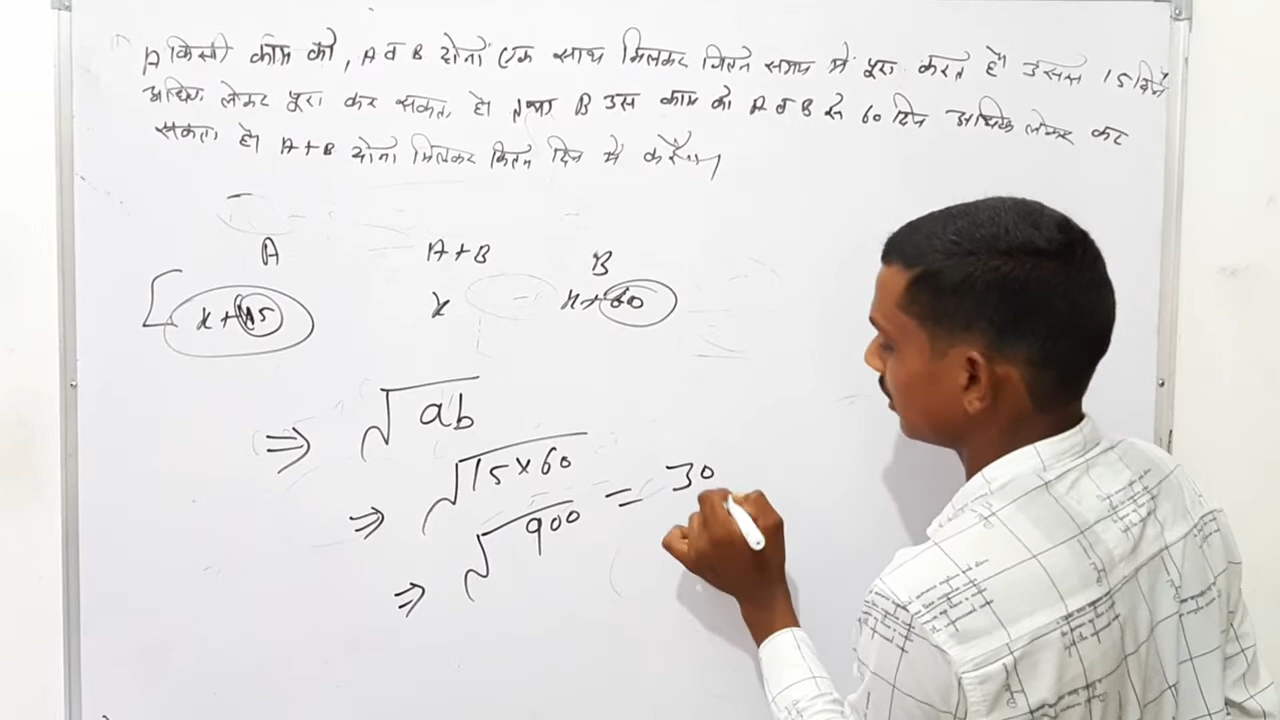 A किसी काम को, A व B दोनो एक साथ मिलकर जितने समय मे पूरा करते है। उससे 15 दिन
अधिक लेकर पूरा कर सकता है। तथा B उस काम को A व B से 60 दिन अधिक लेकर कर
सकता है। A+B दोनो मिलकर कितने दिन मे करेंगे।
A A+B B
x+15 x x+60
⇒ √ab
⇒ √15×60
⇒ √900 = 30